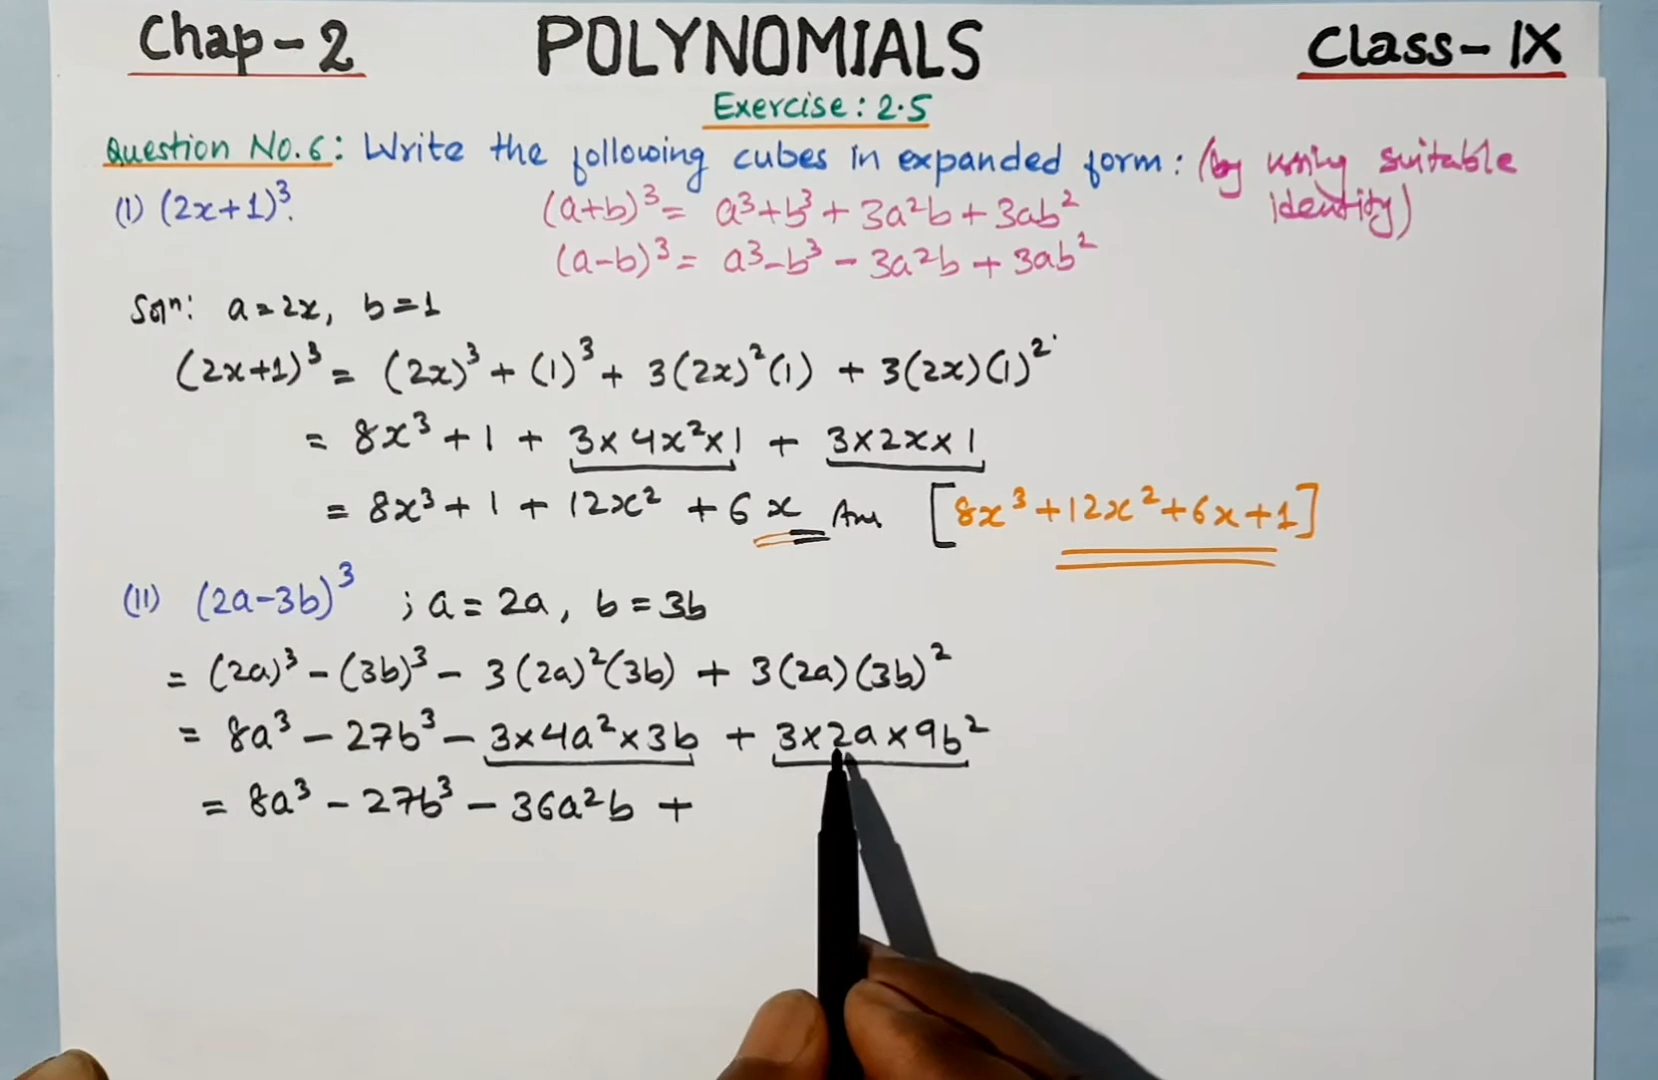 Chap-2 POLYNOMIALS Class-IX
Exercise: 2.5
Question No.6: Write the following cubes in expanded form: (by using suitable identity)
(I) (2x+1)³.
(a+b)³ = a³+b³+3a²b+3ab²
(a-b)³ = a³-b³-3a²b+3ab²
Solⁿ: a=2x, b=1
(2x+1)³ = (2x)³+(1)³+3(2x)²(1) + 3(2x)(1)²
= 8x³+1+3×4x²×1 + 3×2x×1
= 8x³+1+12x²+6x Ans [8x³+12x²+6x+1]
(II) (2a-3b)³ ; a=2a, b=3b
= (2a)³-(3b)³-3(2a)²(3b) + 3(2a)(3b)²
= 8a³-27b³-3×4a²×3b + 3×2a×9b²
= 8a³-27b³-36a²b +